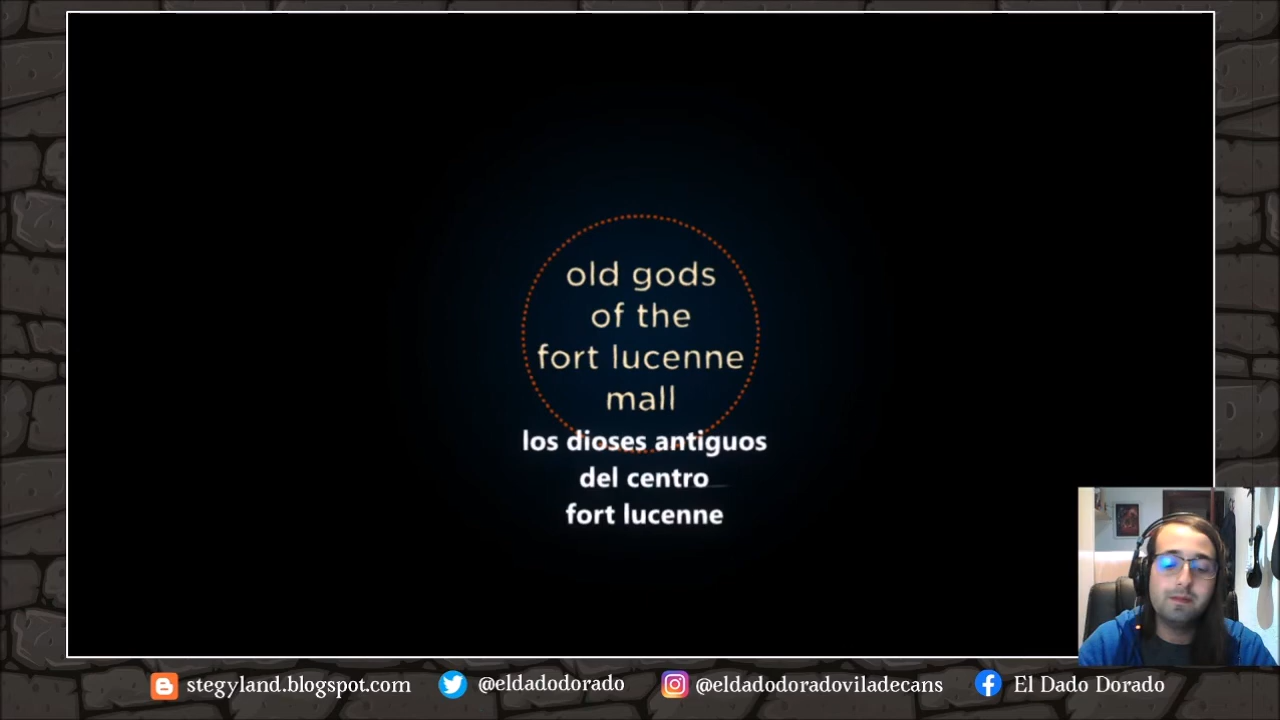 old gods
of the
fort lucenne
mall
los dioses antiguos
del centro
fort lucenne
stegyland.blogspot.com
@eldadodorado
@eldadodoradoviladecans
El Dado Dorado